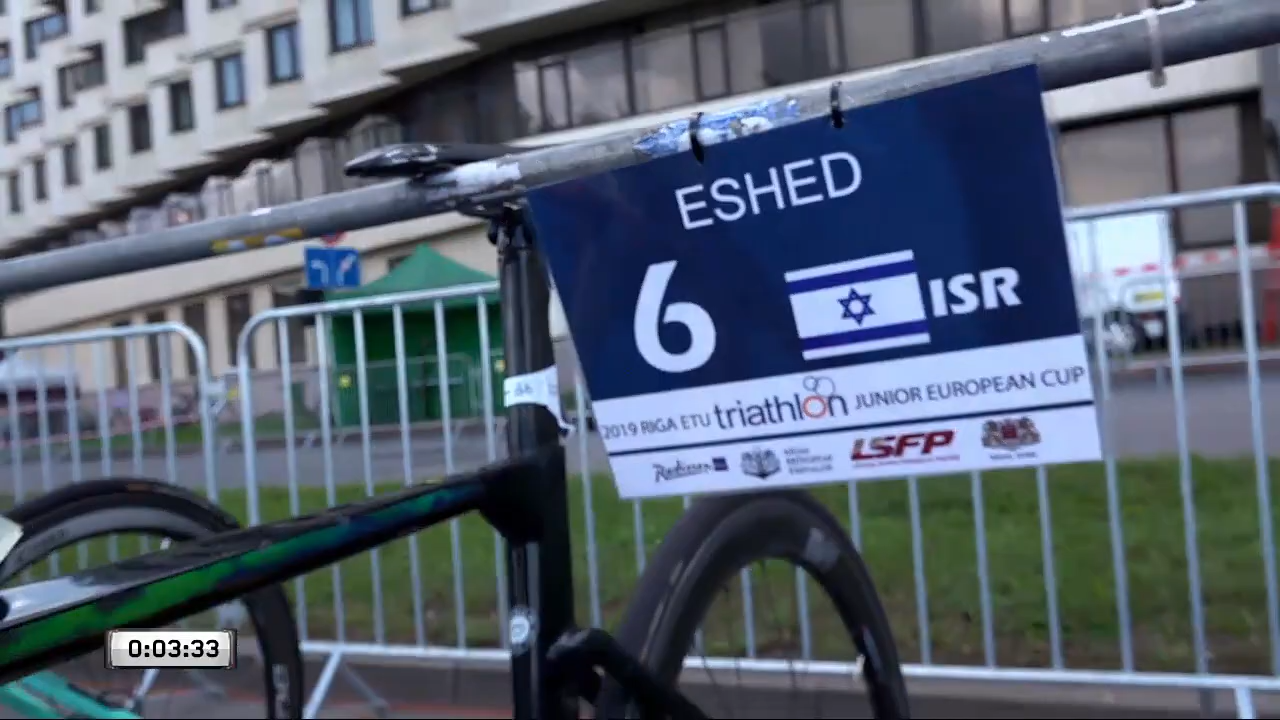 ESHED
6 ISR
2019 RIGA ETU triathlon JUNIOR EUROPEAN CUP
Radisson LSFP
0:03:33